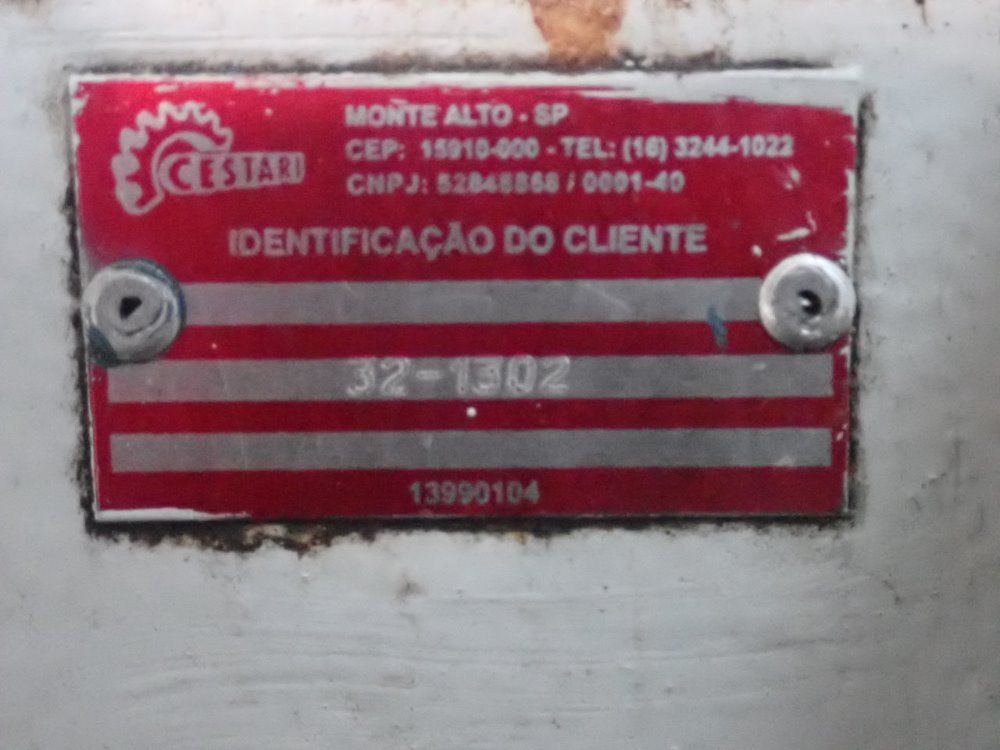 CESTARI
MONTE ALTO - SP
CEP: 15910-000 - TEL: (16) 3244-1022
CNPJ: / 0001-40
IDENTIFICAÇÃO DO CLIENTE
32-1302
13990104